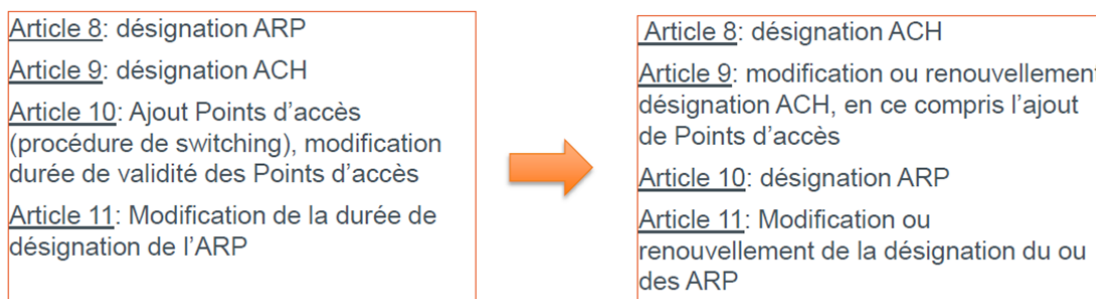 Article 8: désignation ARP
Article 9: désignation ACH
Article 10: Ajout Points d’accès
(procédure de switching), modification
durée de validité des Points d’accès
Article 11: Modification de la durée de
désignation de l’ARP
Article 8: désignation ACH
Article 9: modification ou renouvellement
désignation ACH, en ce compris l’ajout
de Points d’accès
Article 10: désignation ARP
Article 11: Modification ou
renouvellement de la désignation du ou
des ARP